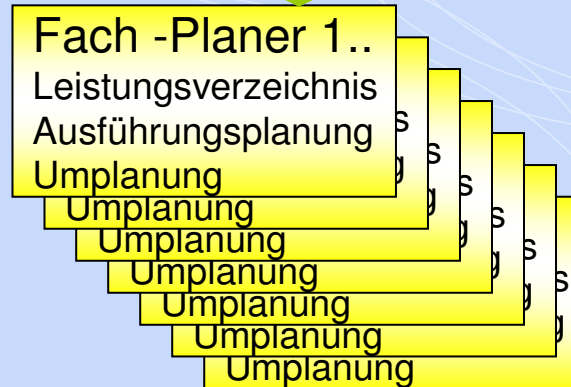 Fach -Planer 1..
Leistungsverzeichnis
Ausführungsplanung
Umplanung
Umplanung
Umplanung
Umplanung
Umplanung
Umplanung
Umplanung